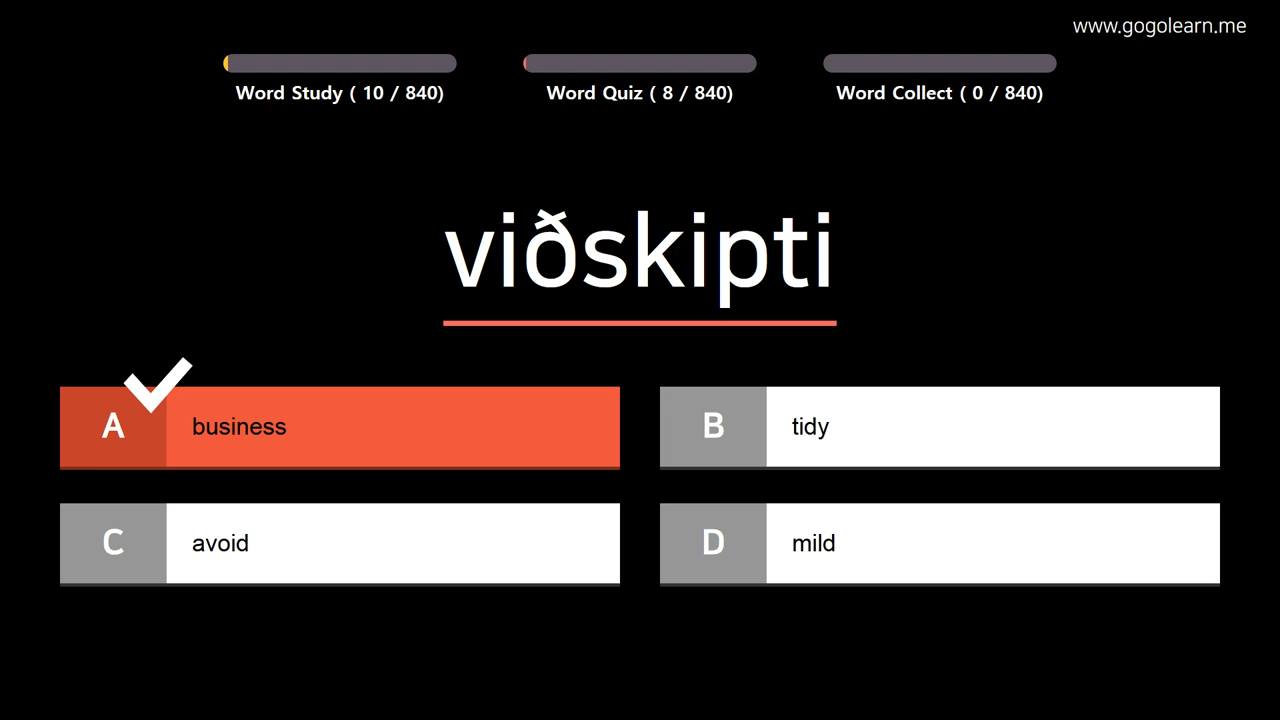 www.gogolearn.me
Word Study ( 10 / 840)
Word Quiz ( 8 / 840)
Word Collect ( 0 / 840)
viðskipti
A business
B tidy
C avoid
D mild